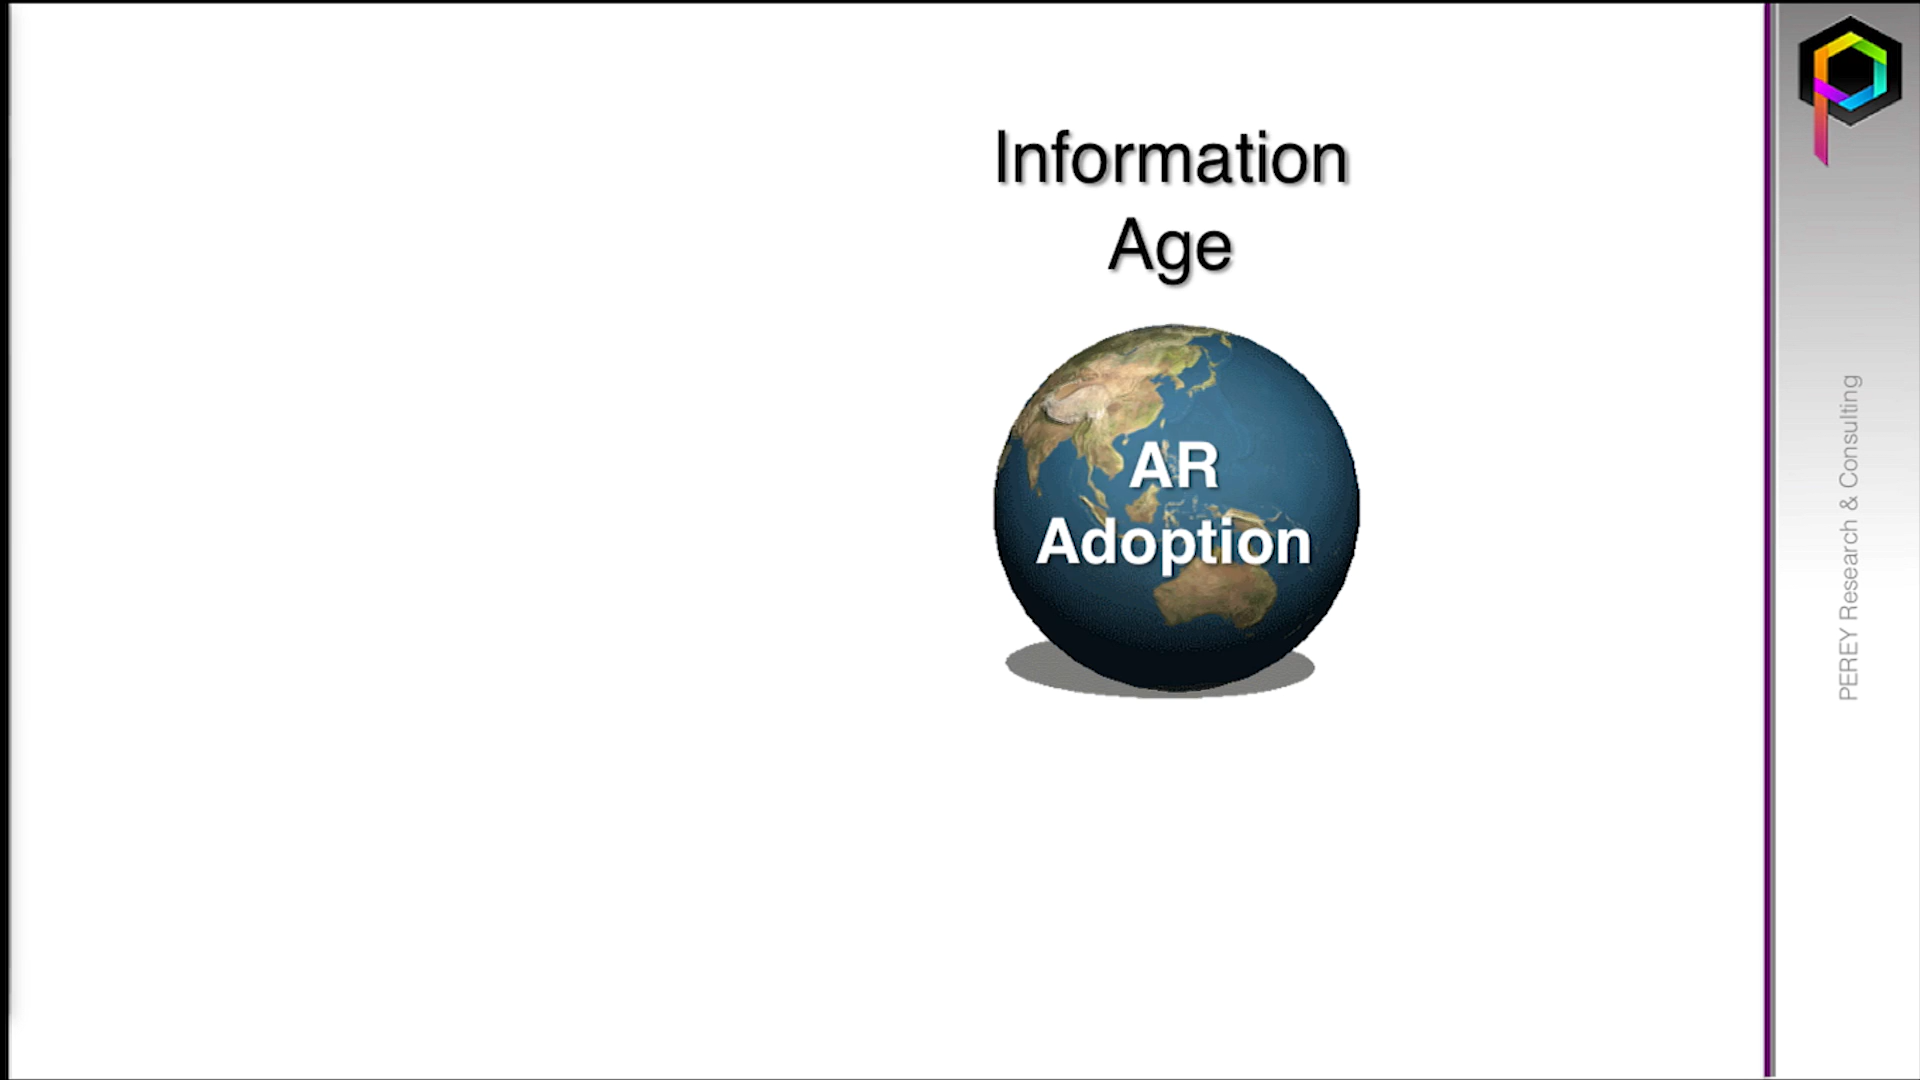 Information
Age
AR
Adoption
PEREY Research & Consulting